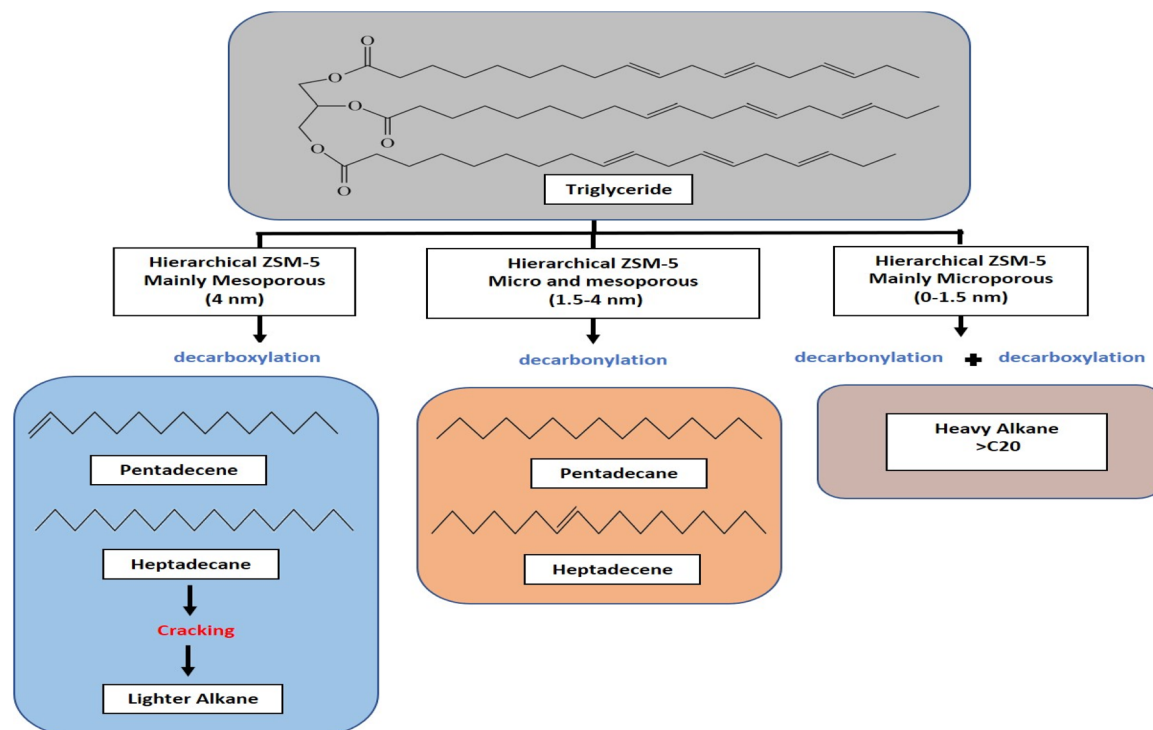 O
O
O
O
O
O
Triglyceride
Hierarchical ZSM-5
Mainly Mesoporous
(4 nm)
Hierarchical ZSM-5
Micro and mesoporous
(1.5-4 nm)
Hierarchical ZSM-5
Mainly Microporous
(0-1.5 nm)
decarboxylation
decarbonylation
decarbonylation + decarboxylation
Pentadecene
Heptadecane
Cracking
Lighter Alkane
Pentadecane
Heptadecene
Heavy Alkane
>C20